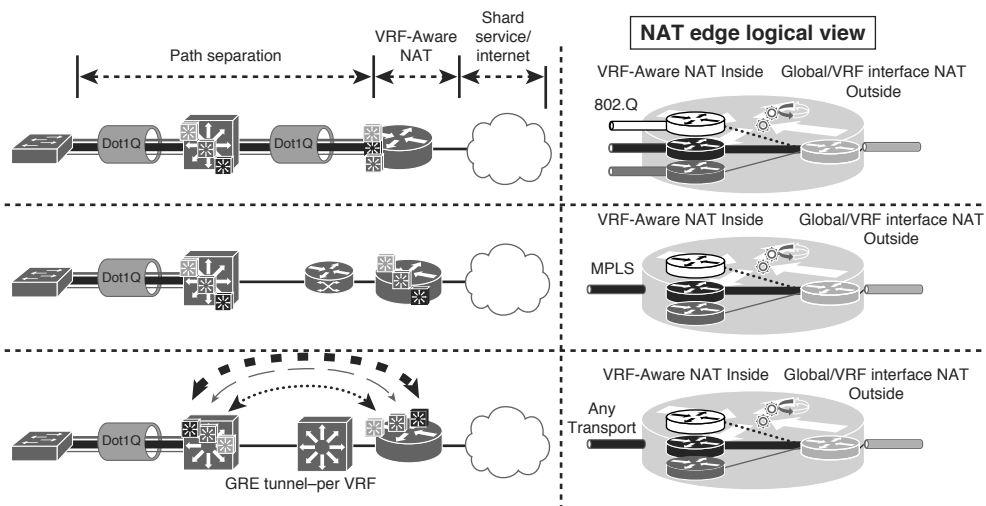 Path separation
VRF-Aware
NAT
Shard
service/
internet
NAT edge logical view
VRF-Aware NAT Inside
Global/VRF interface NAT
Outside
802.Q
Dot1Q
Dot1Q
VRF-Aware NAT Inside
Global/VRF interface NAT
Outside
MPLS
Dot1Q
VRF-Aware NAT Inside
Global/VRF interface NAT
Outside
Any
Transport
Dot1Q
GRE tunnel–per VRF